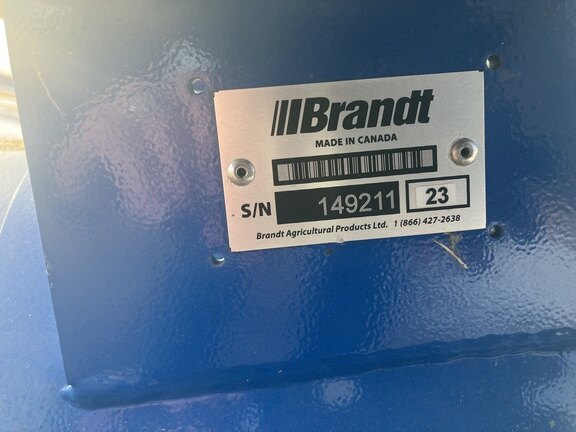 Brandt
MADE IN CANADA
S/N 149211 23
Brandt Agricultural Products Ltd. 1 (866) 427-2638